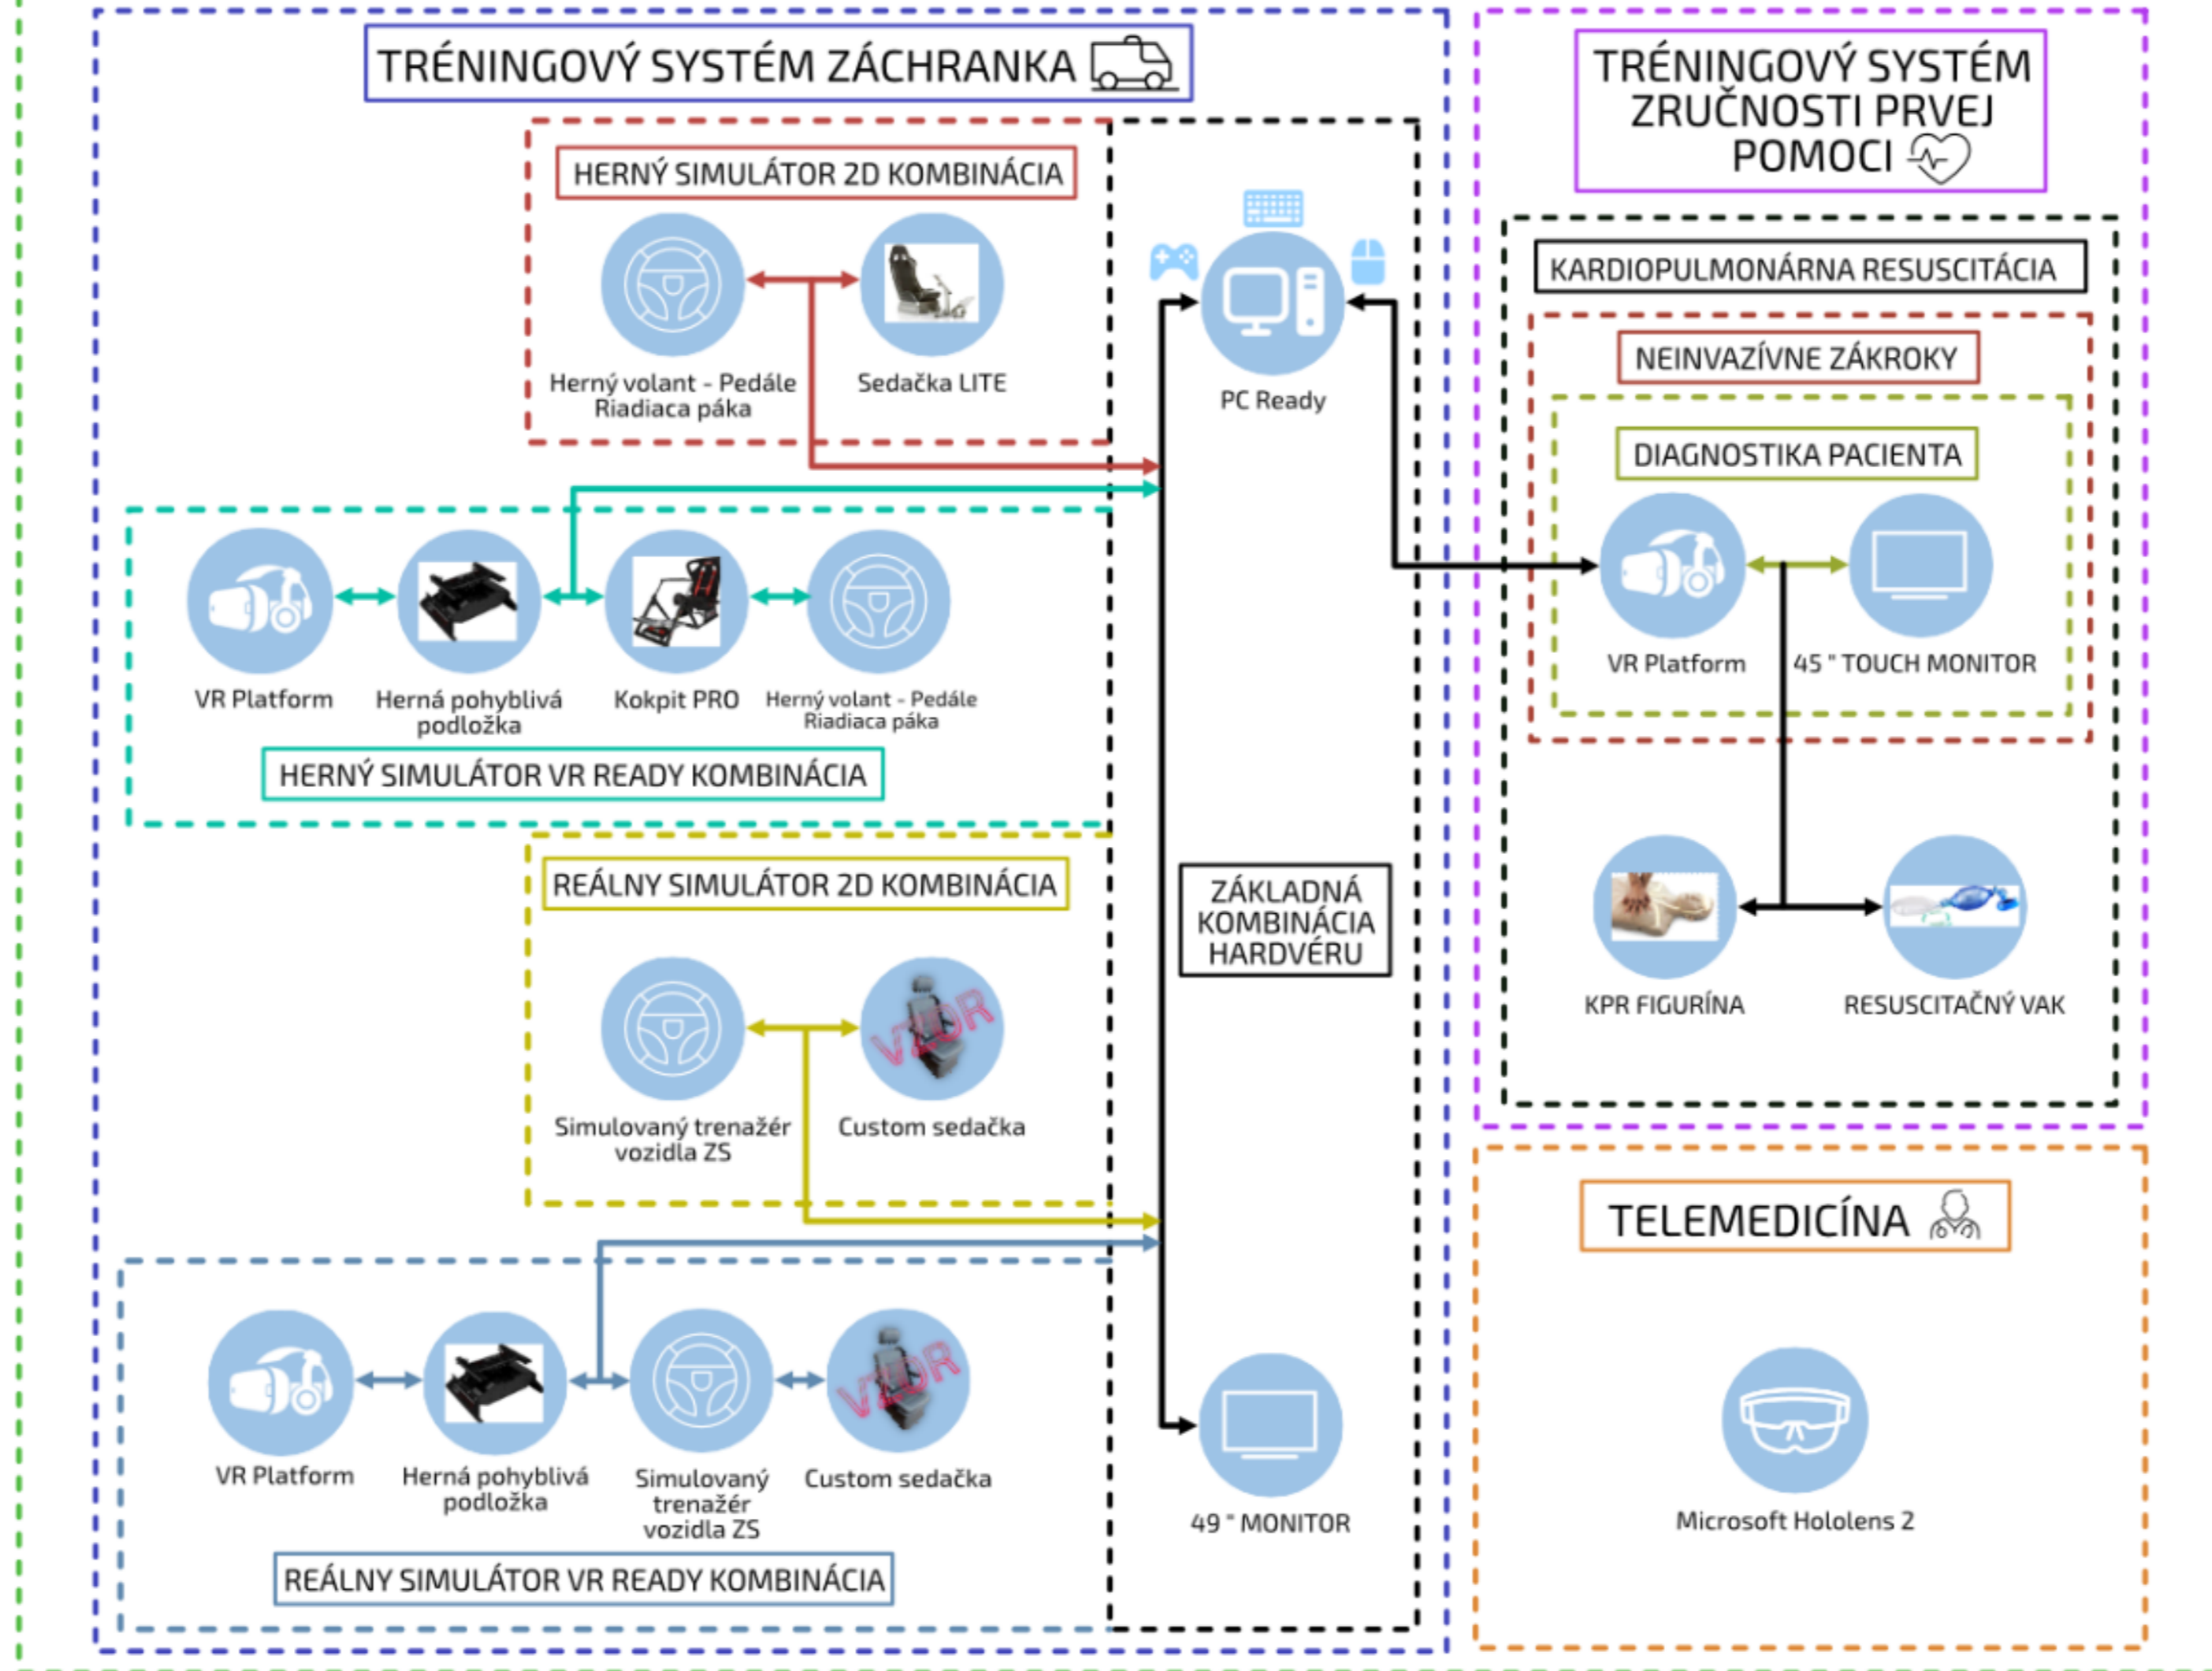 TRÉNINGOVÝ SYSTÉM ZÁCHRANKA
HERNÝ SIMULÁTOR 2D KOMBINÁCIA
Herný volant - Pedále
Riadiaca páka
Sedačka LITE
VR Platform
Herná pohyblivá
podložka
Kokpit PRO
Herný volant - Pedále
Riadiaca páka
HERNÝ SIMULÁTOR VR READY KOMBINÁCIA
REÁLNY SIMULÁTOR 2D KOMBINÁCIA
VZOR
Simulovaný trenažér
vozidla ZS
Custom sedačka
VZOR
VR Platform
Herná pohyblivá
podložka
Simulovaný
trenažér
vozidla ZS
Custom sedačka
REÁLNY SIMULÁTOR VR READY KOMBINÁCIA
PC Ready
ZÁKLADNÁ
KOMBINÁCIA
HARDVÉRU
49 " MONITOR
TRÉNINGOVÝ SYSTÉM
ZRUČNOSTI PRVEJ
POMOCI
KARDIOPULMONÁRNA RESUSCITÁCIA
NEINVAZÍVNE ZÁKROKY
DIAGNOSTIKA PACIENTA
VR Platform
45 " TOUCH MONITOR
KPR FIGURÍNA
RESUSCITAČNÝ VAK
TELEMEDICÍNA
Microsoft Hololens 2